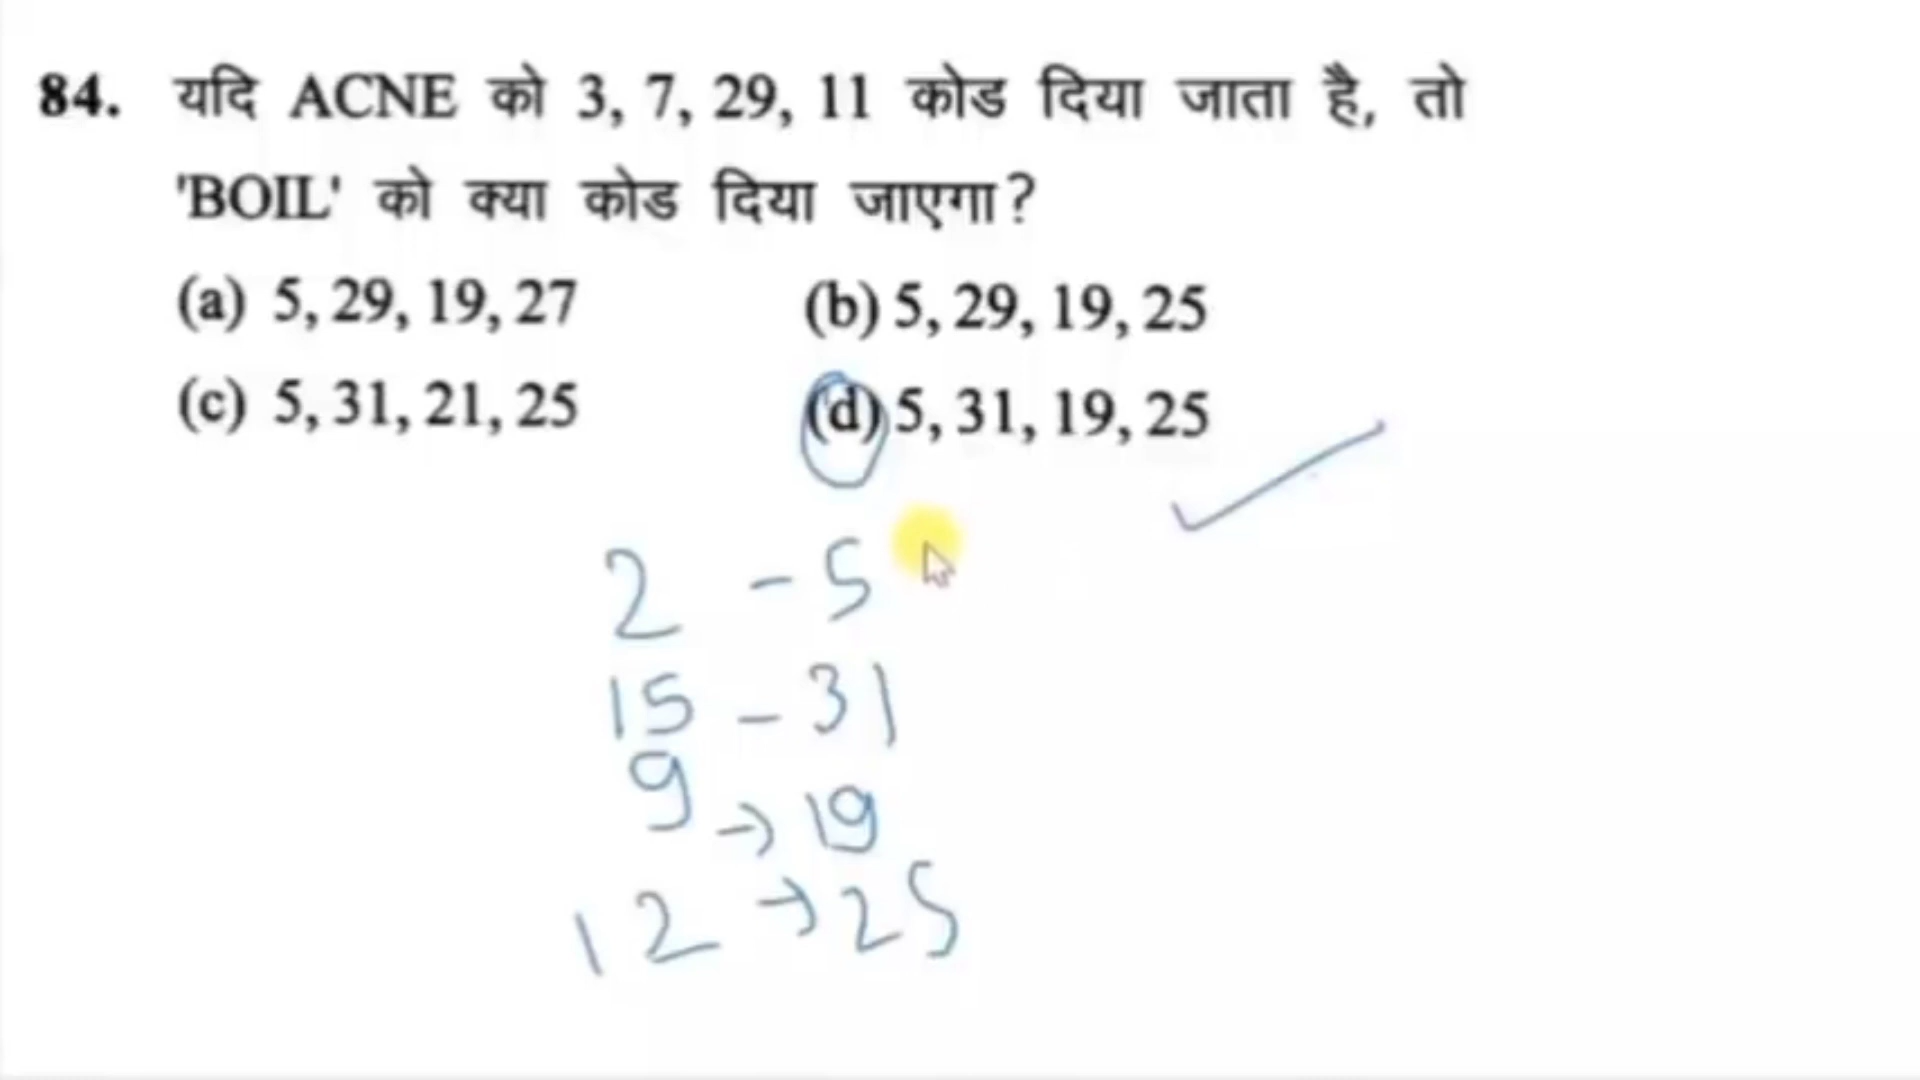 84. यदि ACNE को 3, 7, 29, 11 कोड दिया जाता है, तो
'BOIL' को क्या कोड दिया जाएगा?
(a) 5, 29, 19, 27 (b) 5, 29, 19, 25
(c) 5, 31, 21, 25 (d) 5, 31, 19, 25
2 - 5
15 - 31
9 → 19
12 → 25